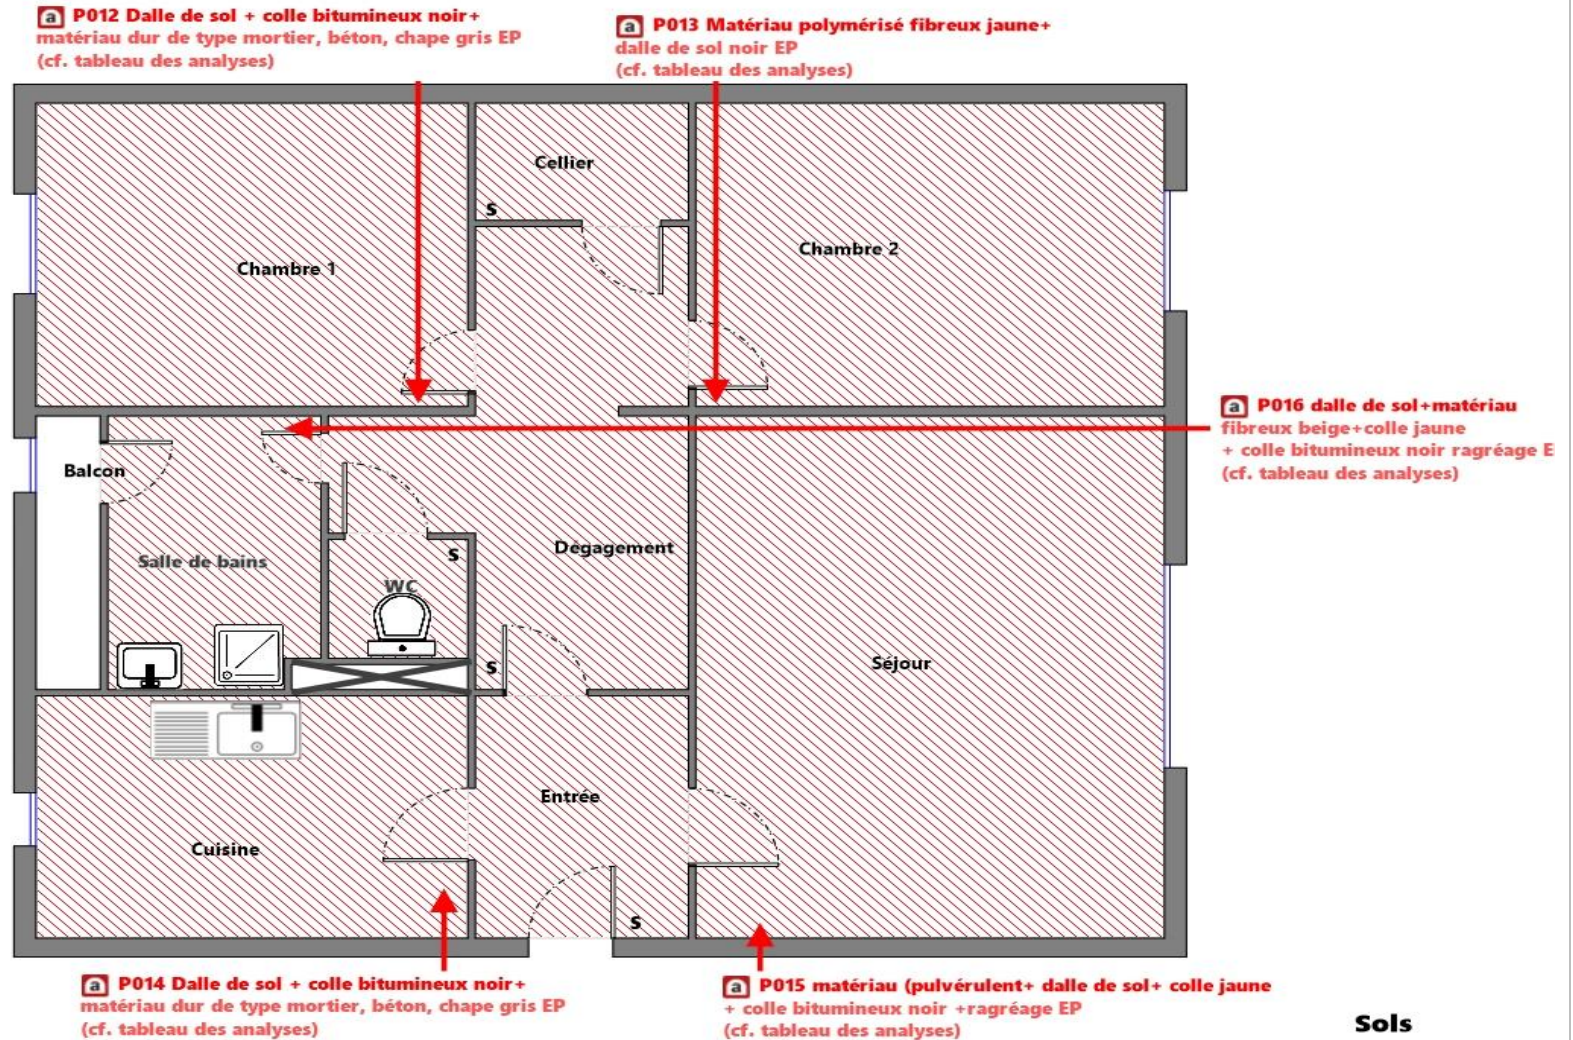 a P012 Dalle de sol + colle bitumineux noir+
matériau dur de type mortier, béton, chape gris EP
(cf. tableau des analyses)
a P013 Matériau polymérisé fibreux jaune+
dalle de sol noir EP
(cf. tableau des analyses)
Cellier
S
Chambre 2
Chambre 1
a P016 dalle de sol+matériau
fibreux beige+colle jaune
+ colle bitumineux noir ragréage E
(cf. tableau des analyses)
Balcon
Salle de bains
Dégagement
S
WC
S
Séjour
Entrée
Cuisine
S
a P014 Dalle de sol + colle bitumineux noir+
matériau dur de type mortier, béton, chape gris EP
(cf. tableau des analyses)
a P015 matériau (pulvérulent+ dalle de sol+ colle jaune
+ colle bitumineux noir +ragréage EP
(cf. tableau des analyses)
Sols